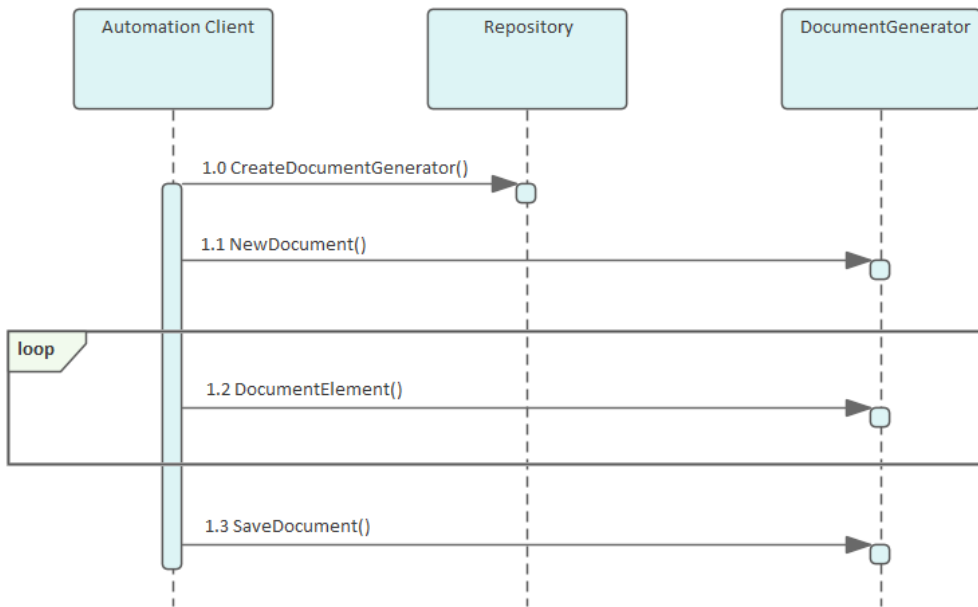 Automation Client
Repository
DocumentGenerator
1.0 CreateDocumentGenerator()
1.1 NewDocument()
loop
1.2 DocumentElement()
1.3 SaveDocument()